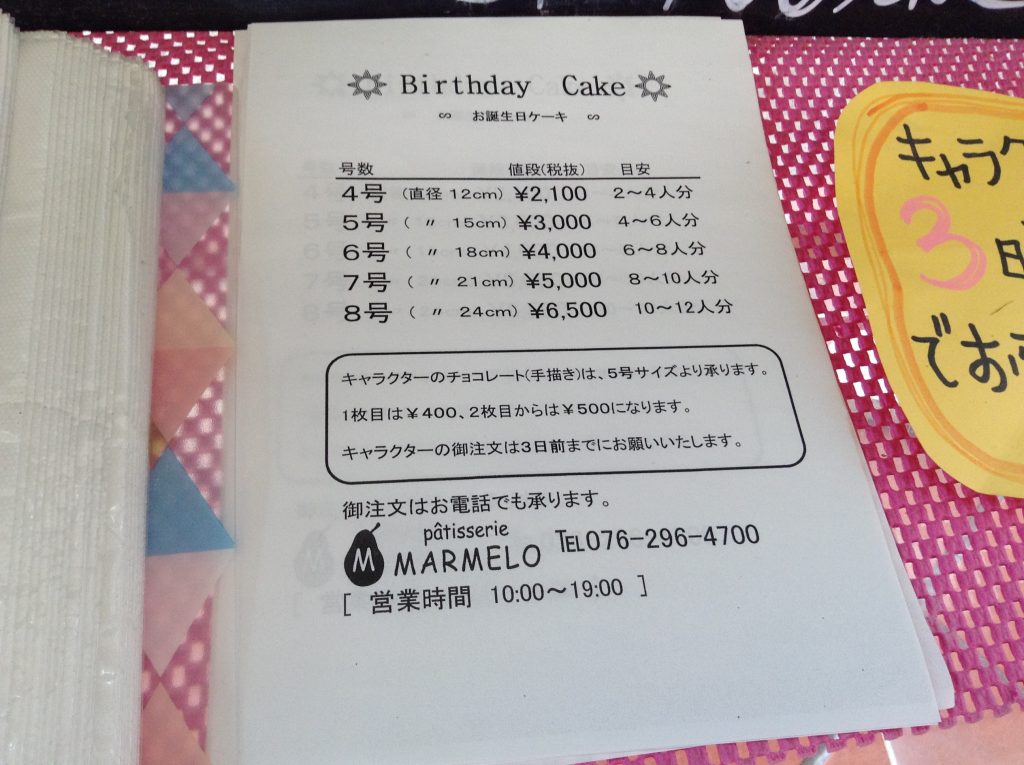 Birthday Cake
∽ お誕生日ケーキ ∽
号数 値段(税抜) 目安
4号 (直径 12cm) ¥2,100 2～4人分
5号 ( 〃 15cm) ¥3,000 4～6人分
6号 ( 〃 18cm) ¥4,000 6～8人分
7号 ( 〃 21cm) ¥5,000 8～10人分
8号 ( 〃 24cm) ¥6,500 10～12人分
キャラクターのチョコレート(手描き)は、5号サイズより承ります。
1枚目は￥400、2枚目からは￥500になります。
キャラクターの御注文は3日前までにお願いいたします。
御注文はお電話でも承ります。
pâtisserie
M MARMELO TEL076-296-4700
[ 営業時間 10:00～19:00 ]
キャラク
3日
でお